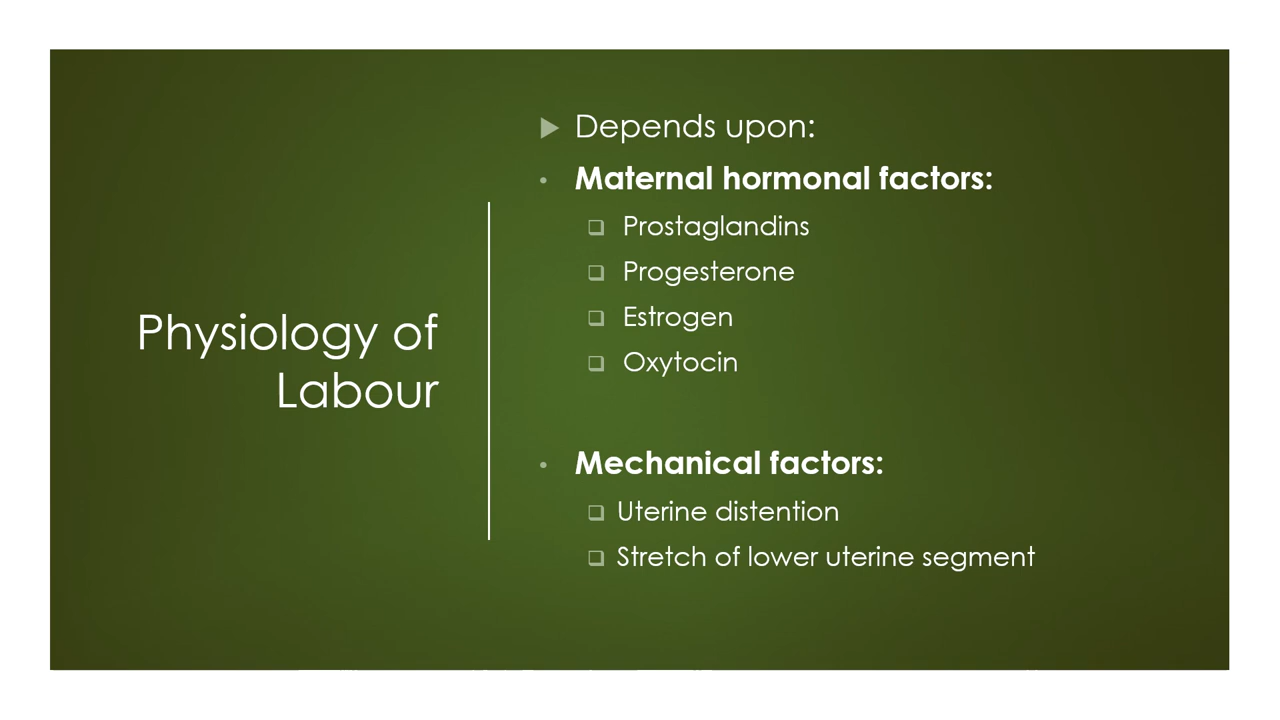 Physiology of
Labour
Depends upon:
Maternal hormonal factors:
Prostaglandins
Progesterone
Estrogen
Oxytocin
Mechanical factors:
Uterine distention
Stretch of lower uterine segment